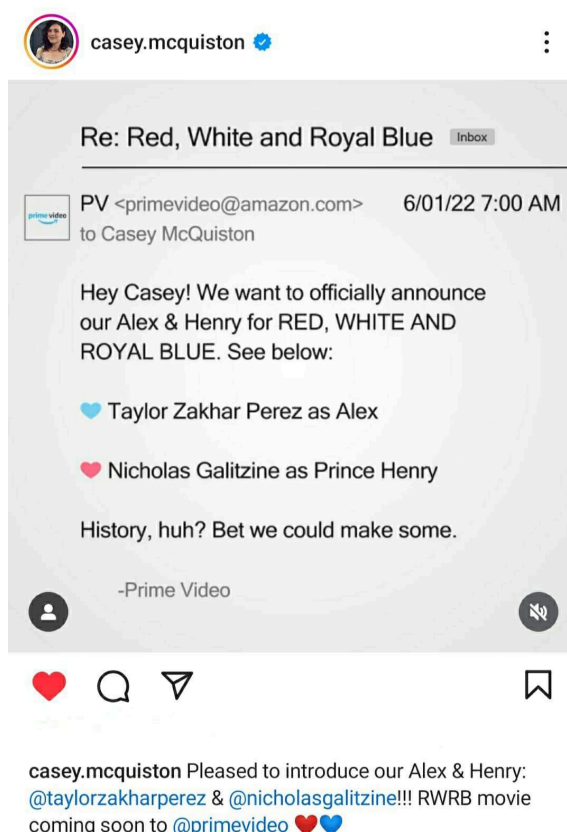 casey.mcquiston
Re: Red, White and Royal Blue Inbox
prime video
PV <primevideo@amazon.com> 6/01/22 7:00 AM
to Casey McQuiston
Hey Casey! We want to officially announce
our Alex & Henry for RED, WHITE AND
ROYAL BLUE. See below:
🩵 Taylor Zakhar Perez as Alex
🩷 Nicholas Galitzine as Prince Henry
History, huh? Bet we could make some.
-Prime Video
casey.mcquiston Pleased to introduce our Alex & Henry:
@taylorzakharperez & @nicholasgalitzine!!! RWRB movie
coming soon to @primevideo ❤️💙